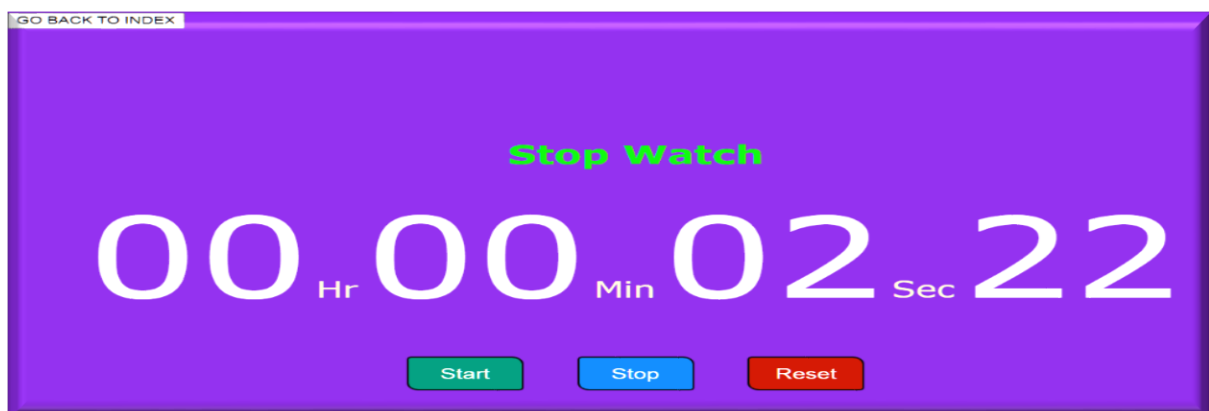 GO BACK TO INDEX
Stop Watch
00 Hr 00 Min 02 Sec 22
Start Stop Reset